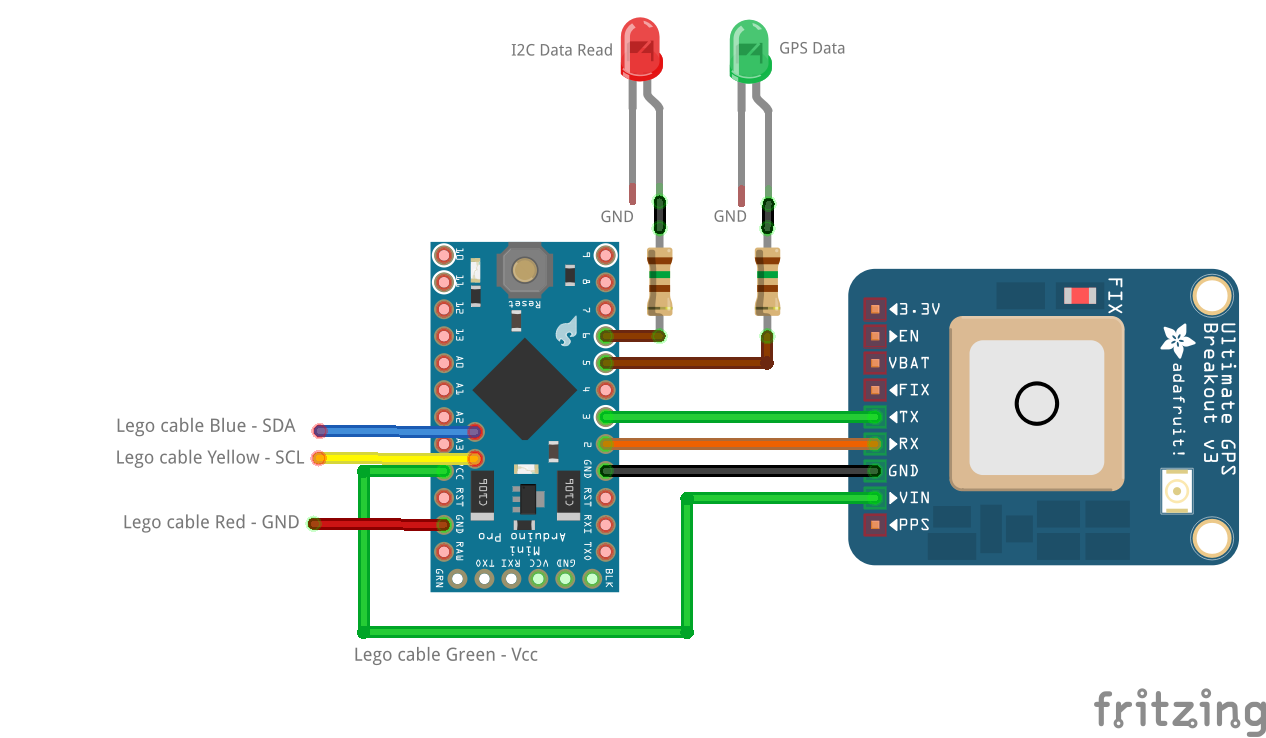 I2C Data Read
GPS Data
GND
GND
Lego cable Blue - SDA
Lego cable Yellow - SCL
Lego cable Red - GND
Lego cable Green - Vcc
10
11
12
13
A0
A1
A2
A3
VCC
RST
GND
RAW
9
8
7
6
5
4
3
2
GND
RST
RXI
TXO
Reset
C106
C106
Arduino Pro
Mini
GRN
TXO
RXI
VCC
GND
BLK
3.3V
EN
VBAT
FIX
TX
RX
GND
VIN
PPS
FIX
adafruit!
Ultimate GPS
Breakout v3
fritzing